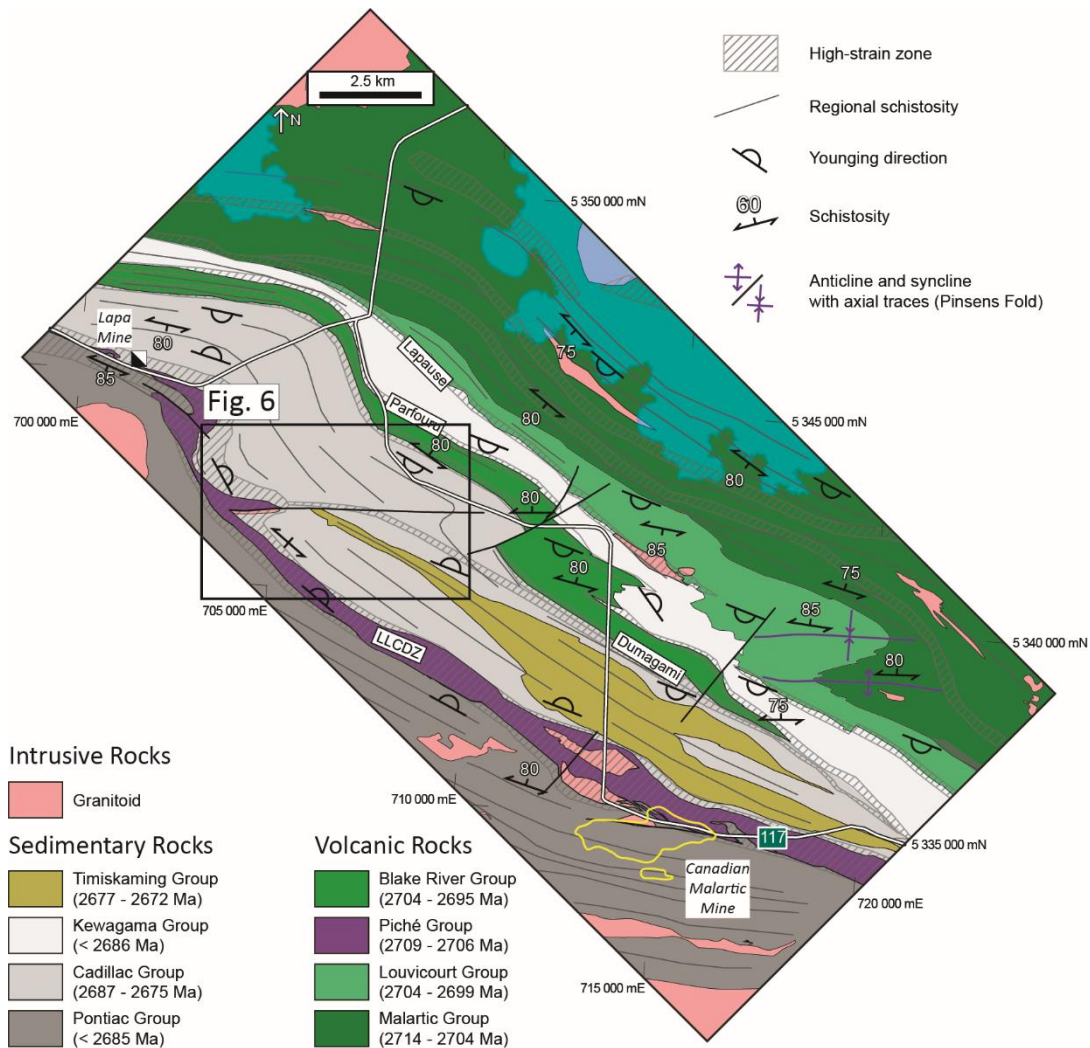 2.5 km
N
High-strain zone
Regional schistosity
Younging direction
60
Schistosity
Anticline and syncline
with axial traces (Pinsens Fold)
5 350 000 mN
5 345 000 mN
5 340 000 mN
5 335 000 mN
Lapa
Mine
80
85
Fig. 6
700 000 mE
75
Lapause
80
Parfouru
80
80
80
85
80
75
85
80
705 000 mE
LLCDZ
Dumagami
75
80
710 000 mE
117
Canadian
Malartic
Mine
720 000 mE
715 000 mE
Intrusive Rocks
Granitoid
Sedimentary Rocks
Timiskaming Group
(2677 - 2672 Ma)
Kewagama Group
(< 2686 Ma)
Cadillac Group
(2687 - 2675 Ma)
Pontiac Group
(< 2685 Ma)
Volcanic Rocks
Blake River Group
(2704 - 2695 Ma)
Piché Group
(2709 - 2706 Ma)
Louvicourt Group
(2704 - 2699 Ma)
Malartic Group
(2714 - 2704 Ma)